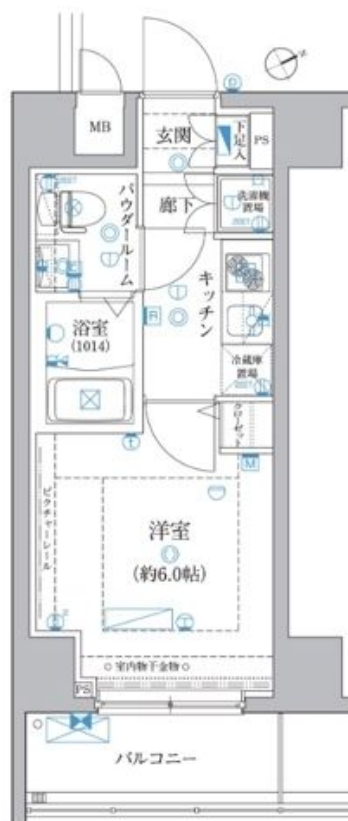 N
MB
玄関
下足入
PS
廊下
洗濯機
置場
パウダールーム
キッチン
浴室
(1014)
R
冷蔵庫
置場
クローゼット
M
ピクチャーレール
洋室
(約6.0帖)
室内物干金物
PS
バルコニー